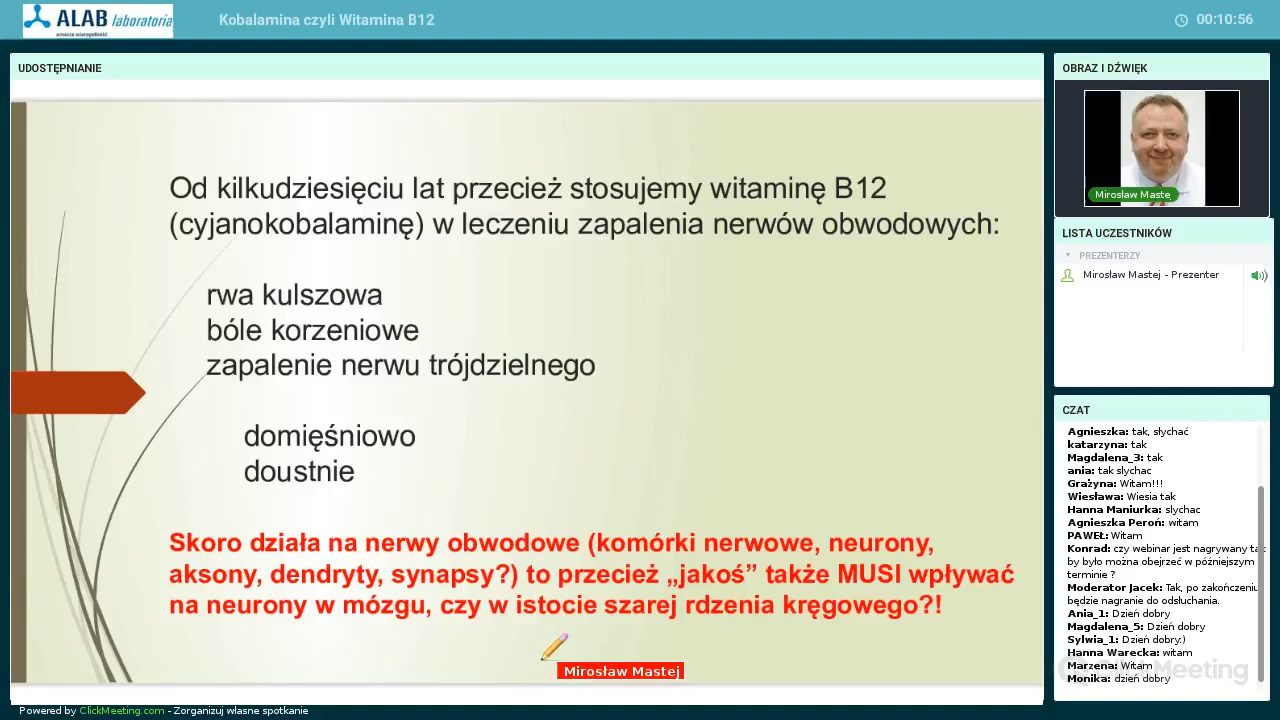 ALAB laboratoria
Kobalamina czyli Witamina B12
00:10:56
UDOSTĘPNIANIE
Od kilkudziesięciu lat przecież stosujemy witaminę B12
(cyjanokobalaminę) w leczeniu zapalenia nerwów obwodowych:
rwa kulszowa
bóle korzeniowe
zapalenie nerwu trójdzielnego
domięśniowo
doustnie
Skoro działa na nerwy obwodowe (komórki nerwowe, neurony,
aksony, dendryty, synapsy?) to przecież „jakoś” także MUSI wpływać
na neurony w mózgu, czy w istocie szarej rdzenia kręgowego?!
Mirosław Mastej
OBRAZ I DŹWIĘK
Mirosław Maste
LISTA UCZESTNIKÓW
PREZENTERZY
Mirosław Mastej - Prezenter
CZAT
Agnieszka: tak, słychać
katarzyna: tak
Magdalena_3: tak
ania: tak slychac
Grażyna: Witam!!!
Wiesława: Wiesia tak
Hanna Maniurka: slychac
Agnieszka Peroń: witam
PAWEŁ: Witam
Konrad: czy webinar jest nagrywany tak
by było można obejrzeć w późniejszym
terminie ?
Moderator Jacek: Tak, po zakończeniu
będzie nagranie do odsłuchania.
Ania_1: Dzień dobry
Magdalena_5: Dzień dobry
Sylwia_1: Dzień dobry:)
Hanna Warecka: witam
Marzena: Witam
Monika: dzień dobry
Powered by ClickMeeting.com - Zorganizuj własne spotkanie